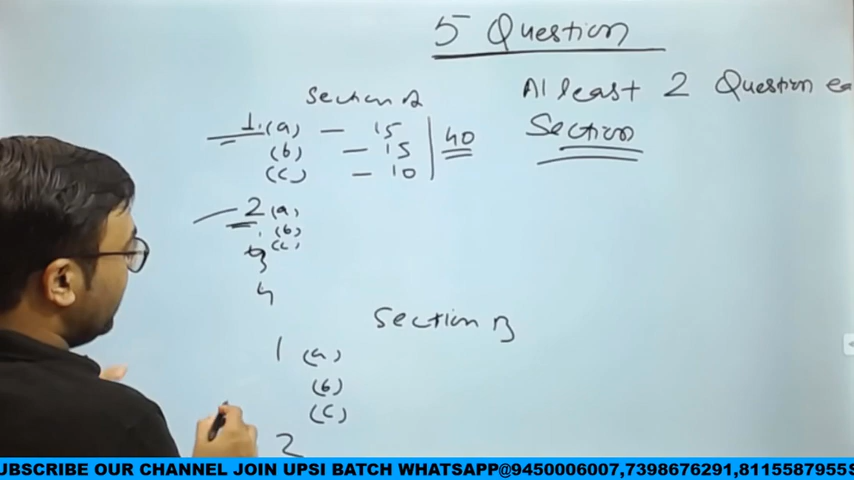 5 Question
At least 2 Question ea
Section
Section A
1. (a) — 15
(b) — 15
(c) — 10
40
2 (a)
(b)
(c)
3
4
Section B
1 (a)
(b)
(c)
2
UBSCRIBE OUR CHANNEL JOIN UPSI BATCH WHATSAPP@9450006007,7398676291,8115587955S